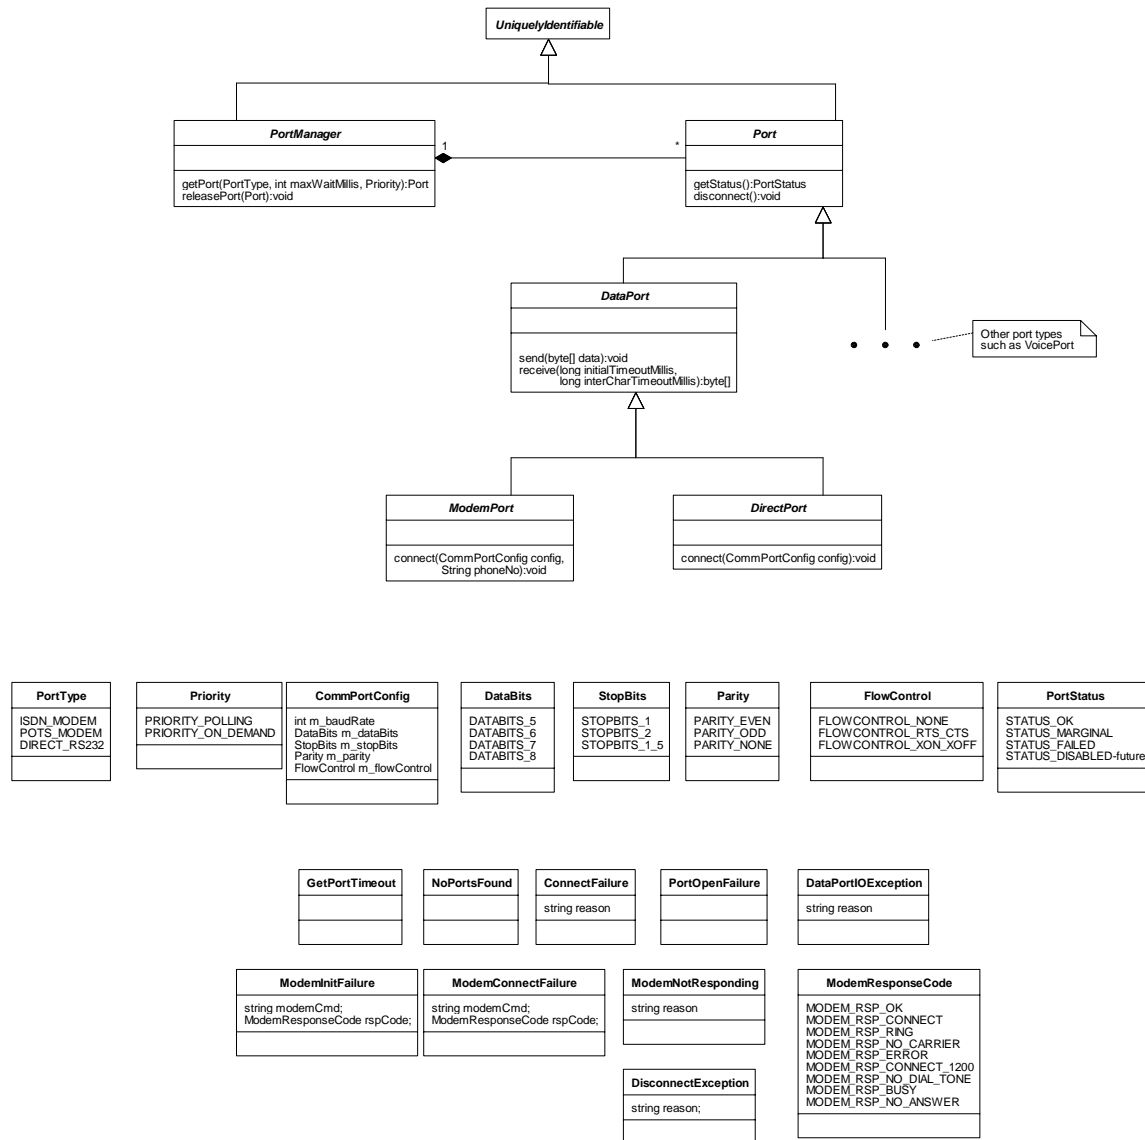 UniquelyIdentifiable
PortManager
1
*
Port
getPort(PortType, int maxWaitMillis, Priority):Port
releasePort(Port):void
getStatus():PortStatus
disconnect():void
DataPort
send(byte[] data):void
receive(long initialTimeoutMillis,
long interCharTimeoutMillis):byte[]
Other port types
such as VoicePort
ModemPort
connect(CommPortConfig config,
String phoneNo):void
DirectPort
connect(CommPortConfig config):void
PortType
ISDN_MODEM
POTS_MODEM
DIRECT_RS232
Priority
PRIORITY_POLLING
PRIORITY_ON_DEMAND
CommPortConfig
int m_baudRate
DataBits m_dataBits
StopBits m_stopBits
Parity m_parity
FlowControl m_flowControl
DataBits
DATABITS_5
DATABITS_6
DATABITS_7
DATABITS_8
StopBits
STOPBITS_1
STOPBITS_2
STOPBITS_1_5
Parity
PARITY_EVEN
PARITY_ODD
PARITY_NONE
FlowControl
FLOWCONTROL_NONE
FLOWCONTROL_RTS_CTS
FLOWCONTROL_XON_XOFF
PortStatus
STATUS_OK
STATUS_MARGINAL
STATUS_FAILED
STATUS_DISABLED-future
GetPortTimeout
NoPortsFound
ConnectFailure
string reason
PortOpenFailure
DataPortIOException
string reason
ModemInitFailure
string modemCmd;
ModemResponseCode rspCode;
ModemConnectFailure
string modemCmd;
ModemResponseCode rspCode;
ModemNotResponding
string reason
ModemResponseCode
MODEM_RSP_OK
MODEM_RSP_CONNECT
MODEM_RSP_RING
MODEM_RSP_NO_CARRIER
MODEM_RSP_ERROR
MODEM_RSP_CONNECT_1200
MODEM_RSP_NO_DIAL_TONE
MODEM_RSP_BUSY
MODEM_RSP_NO_ANSWER
DisconnectException
string reason;